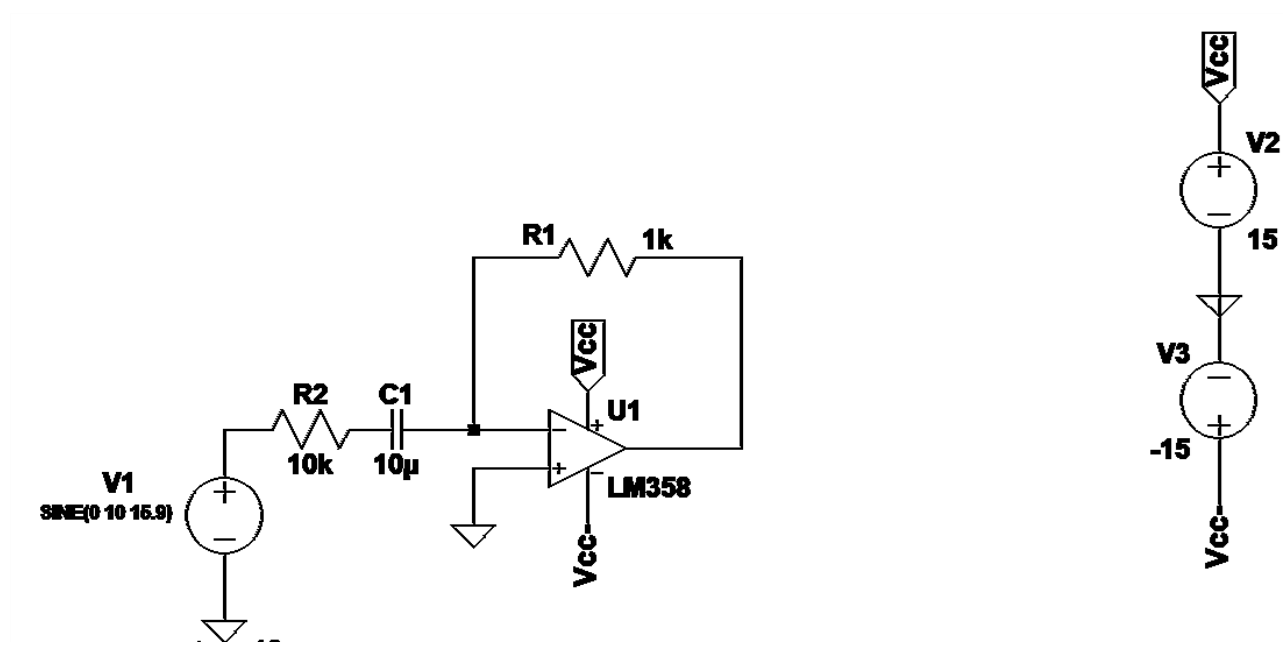 Vcc
V2
15
V3
-15
Vcc-
R1 1k
Vcc
U1
LM358
Vcc-
R2 C1
10k 10µ
V1
SINE(0 10 15.9)